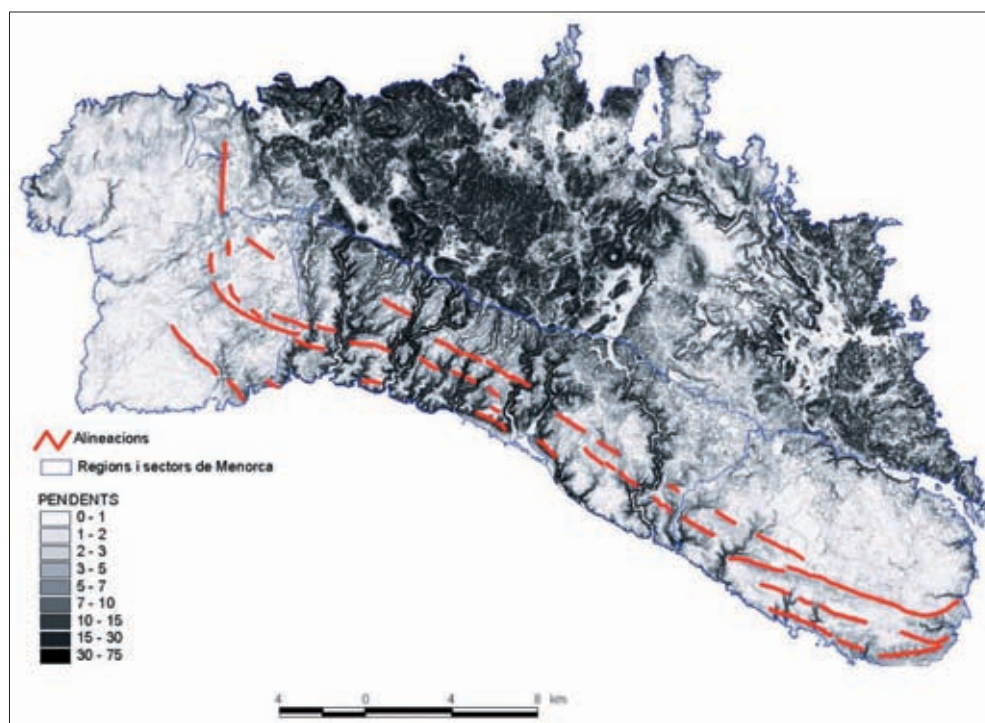 Alineacions
Regions i sectors de Menorca
PENDENTS
0 - 1
1 - 2
2 - 3
3 - 5
5 - 7
7 - 10
10 - 15
15 - 30
30 - 75
4 0 4 8 km